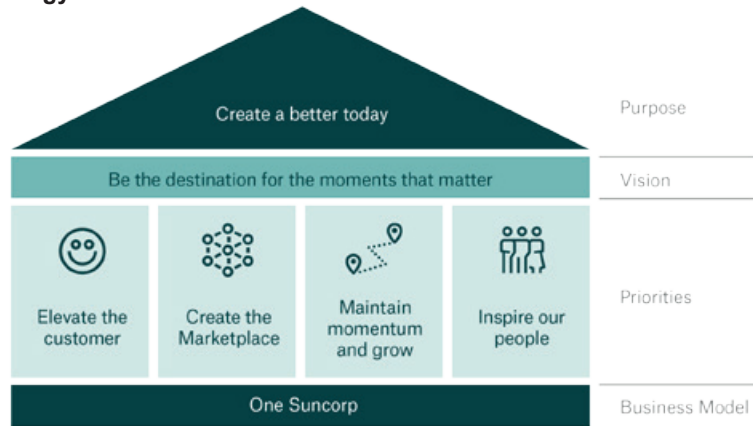 Create a better today
Purpose
Be the destination for the moments that matter
Vision
Elevate the
customer
Create the
Marketplace
Maintain
momentum
and grow
Inspire our
people
Priorities
One Suncorp
Business Model